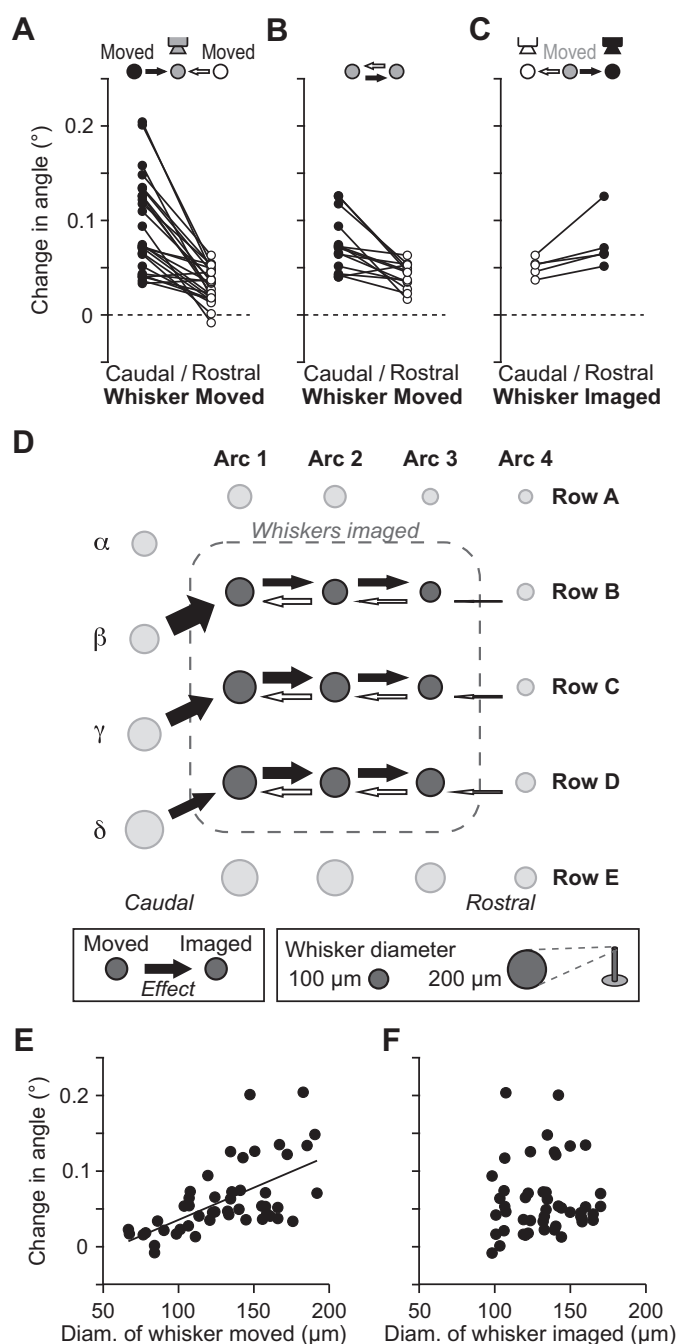 A B C
Moved Moved Moved
Change in angle (°)
0.2
0.1
0
Caudal / Rostral Caudal / Rostral Caudal / Rostral
Whisker Moved Whisker Moved Whisker Imaged
D
Arc 1 Arc 2 Arc 3 Arc 4
Row A
Whiskers imaged
α
Row B
β
Row C
γ
Row D
δ
Row E
Caudal Rostral
Moved Imaged
Effect
Whisker diameter
100 µm 200 µm
E F
Change in angle (°)
0.2
0.1
0
50 100 150 200 50 100 150 200
Diam. of whisker moved (µm) Diam. of whisker imaged (µm)